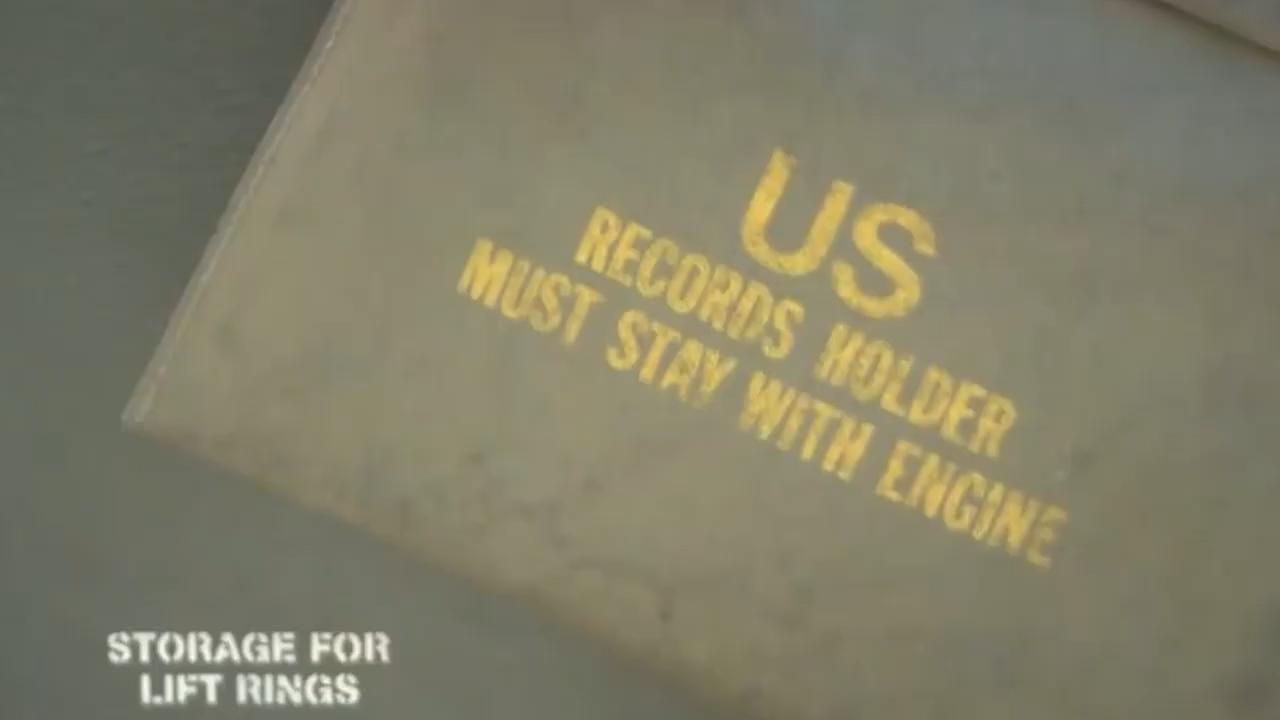 US
RECORDS HOLDER
MUST STAY WITH ENGINE
STORAGE FOR
LIFT RINGS